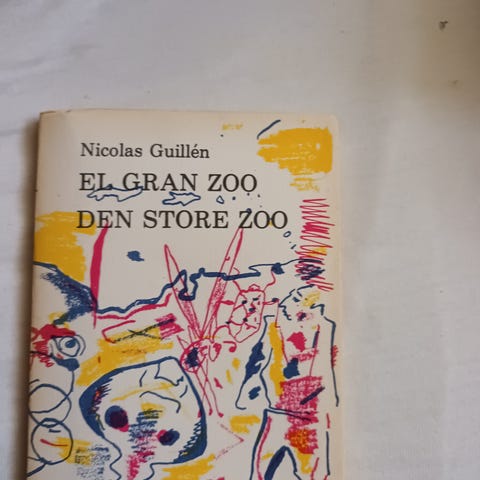 Nicolas Guillén
EL GRAN ZOO
DEN STORE ZOO